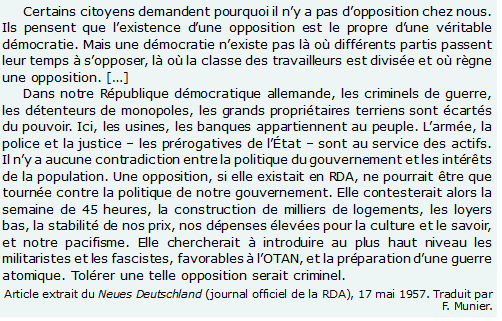 Certains citoyens demandent pourquoi il n'y a pas d'opposition chez nous.
Ils pensent que l'existence d'une opposition est le propre d'une véritable
démocratie. Mais une démocratie n'existe pas là où différents partis passent
leur temps à s'opposer, là où la classe des travailleurs est divisée et où règne
une opposition. [...]
Dans notre République démocratique allemande, les criminels de guerre,
les détenteurs de monopoles, les grands propriétaires terriens sont écartés
du pouvoir. Ici, les usines, les banques appartiennent au peuple. L'armée, la
police et la justice – les prérogatives de l'État – sont au service des actifs.
Il n'y a aucune contradiction entre la politique du gouvernement et les intérêts
de la population. Une opposition, si elle existait en RDA, ne pourrait être que
tournée contre la politique de notre gouvernement. Elle contesterait alors la
semaine de 45 heures, la construction de milliers de logements, les loyers
bas, la stabilité de nos prix, nos dépenses élevées pour la culture et le savoir,
et notre pacifisme. Elle chercherait à introduire au plus haut niveau les
militaristes et les fascistes, favorables à l'OTAN, et la préparation d'une guerre
atomique. Tolérer une telle opposition serait criminel.
Article extrait du Neues Deutschland (journal officiel de la RDA), 17 mai 1957. Traduit par
F. Munier.